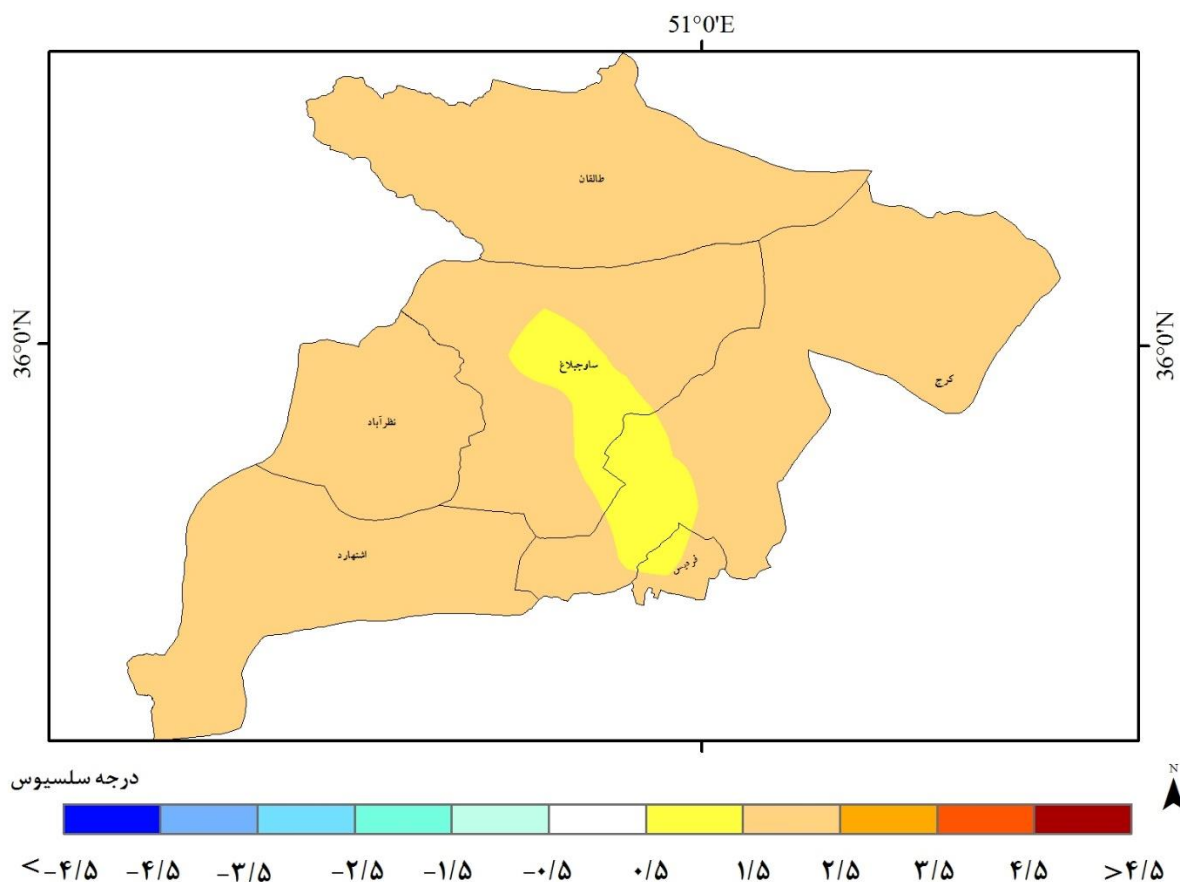 51°0'E
طالقان
36°0'N
36°0'N
ساوجبلاغ
کرج
نظرآباد
اشتهارد
فردیس
درجه سلسیوس
N
<-۴/۵ -۴/۵ -۳/۵ -۲/۵ -۱/۵ -۰/۵ ۰/۵ ۱/۵ ۲/۵ ۳/۵ ۴/۵ >۴/۵